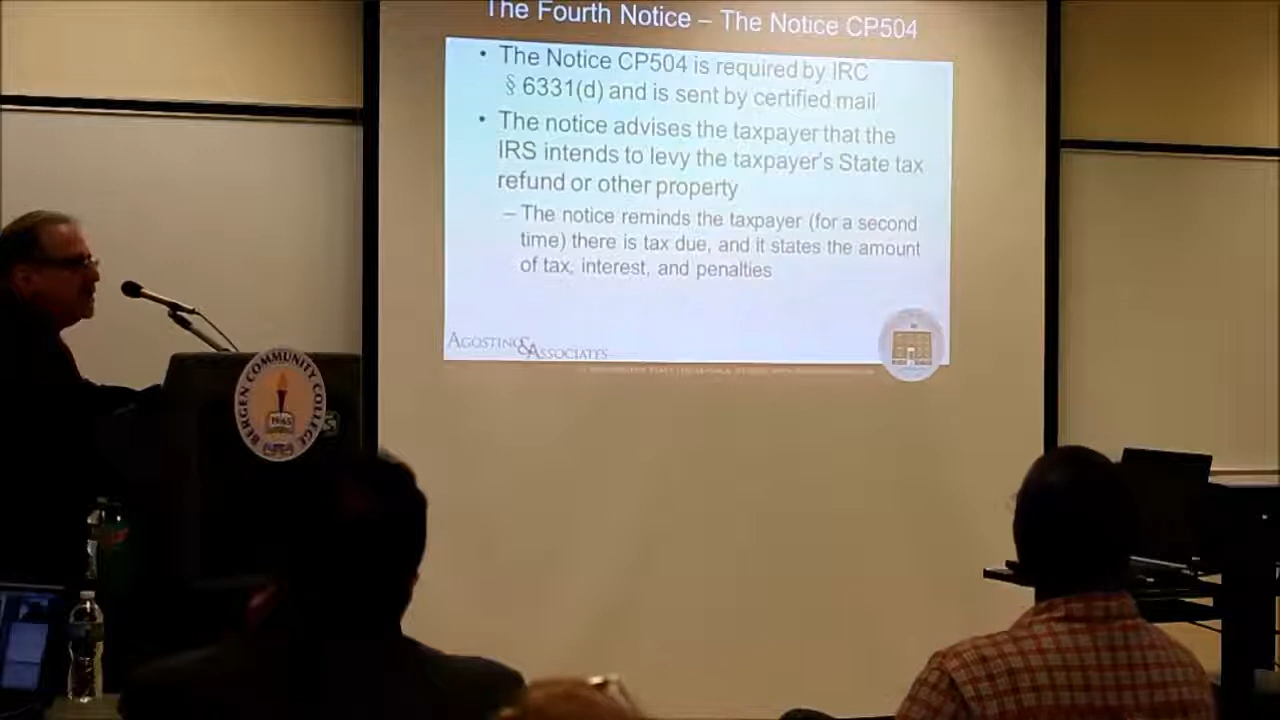 The Fourth Notice – The Notice CP504
• The Notice CP504 is required by IRC
§ 6331(d) and is sent by certified mail
• The notice advises the taxpayer that the
IRS intends to levy the taxpayer's State tax
refund or other property
– The notice reminds the taxpayer (for a second
time) there is tax due, and it states the amount
of tax, interest, and penalties
AGOSTINO & ASSOCIATES
BERGEN COMMUNITY COLLEGE
1965